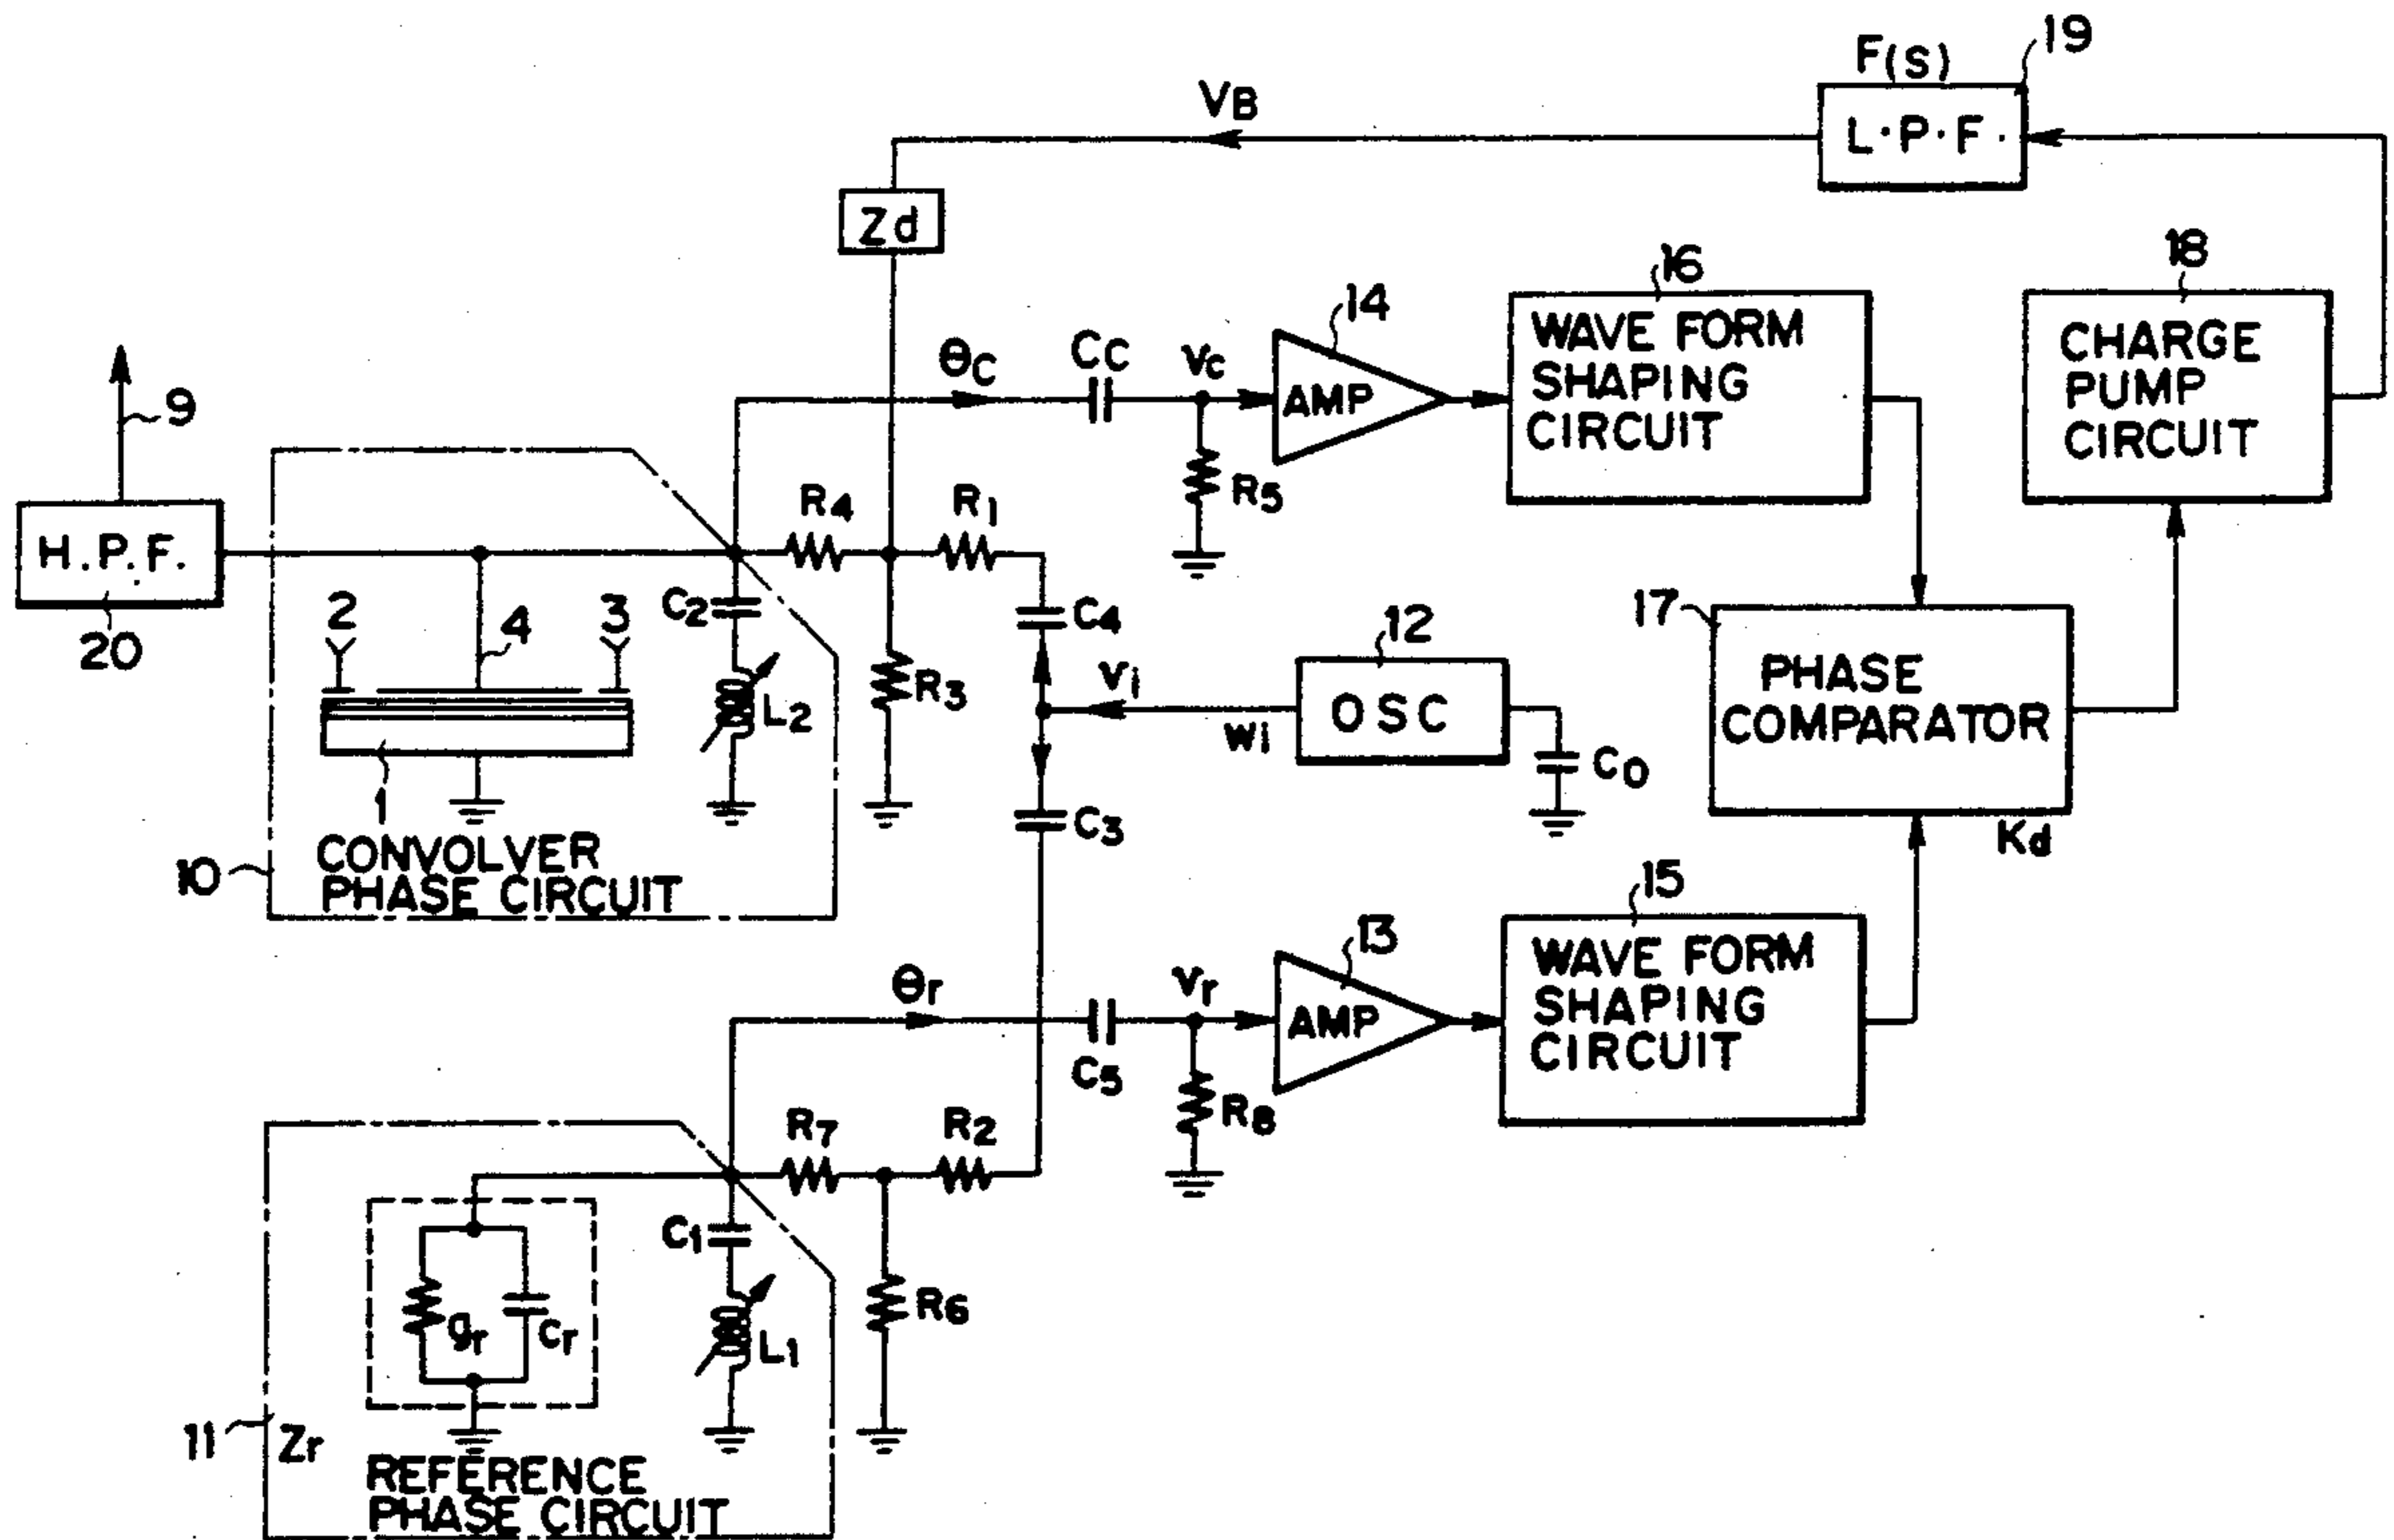 19
F(S)
VB
L.P.F.
Zd
16
18
14
WAVE FORM
SHAPING
CIRCUIT
CHARGE
PUMP
CIRCUIT
θC
CC
vc
AMP
9
R5
R4
R1
H.P.F.
20
2
4
3
C2
C4
12
17
L2
R3
vi
wi
OSC
C0
PHASE
COMPARATOR
Kd
1
C3
CONVOLVER
PHASE CIRCUIT
10
15
13
θr
vr
AMP
WAVE FORM
SHAPING
CIRCUIT
C5
R8
R7
R2
C1
gr
Cr
L1
R6
11
Zr
REFERENCE
PHASE CIRCUIT